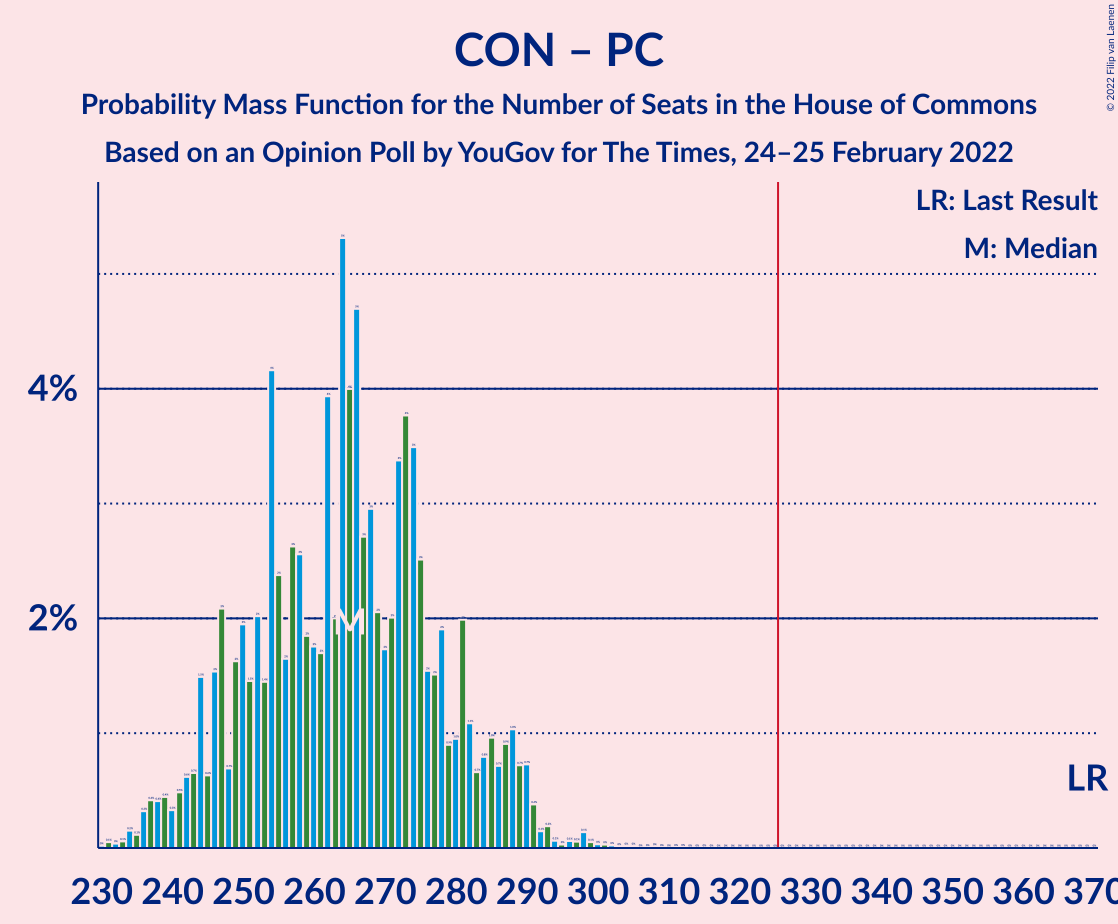 CON – PC
Probability Mass Function for the Number of Seats in the House of Commons
Based on an Opinion Poll by YouGov for The Times, 24–25 February 2022
© 2022 Filip van Laenen
LR: Last Result
M: Median
4%
2%
M
LR
230 240 250 260 270 280 290 300 310 320 330 340 350 360 370